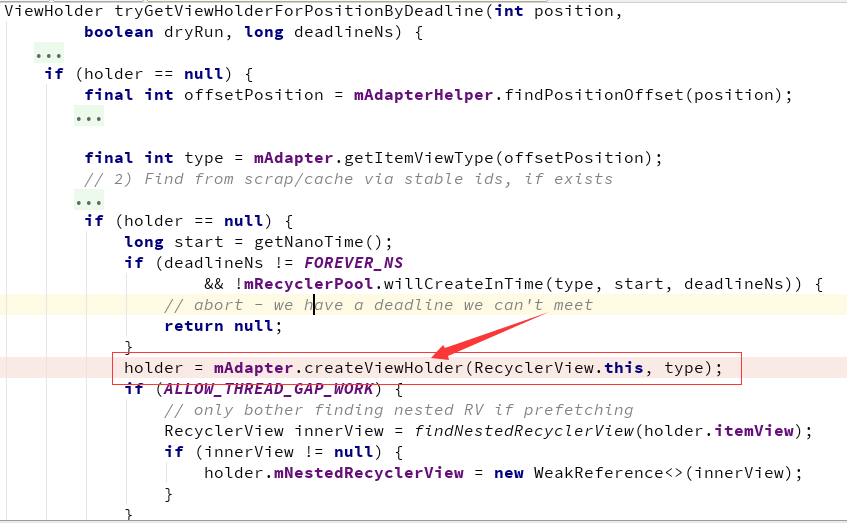 ViewHolder tryGetViewHolderForPositionByDeadline(int position,
        boolean dryRun, long deadlineNs) {
   ...
    if (holder == null) {
        final int offsetPosition = mAdapterHelper.findPositionOffset(position);
       ...

        final int type = mAdapter.getItemViewType(offsetPosition);
        // 2) Find from scrap/cache via stable ids, if exists
       ...
        if (holder == null) {
            long start = getNanoTime();
            if (deadlineNs != FOREVER_NS
                    && !mRecyclerPool.willCreateInTime(type, start, deadlineNs)) {
                // abort - we have a deadline we can't meet
                return null;
            }
            holder = mAdapter.createViewHolder(RecyclerView.this, type);
            if (ALLOW_THREAD_GAP_WORK) {
                // only bother finding nested RV if prefetching
                RecyclerView innerView = findNestedRecyclerView(holder.itemView);
                if (innerView != null) {
                    holder.mNestedRecyclerView = new WeakReference<>(innerView);
                }
            }